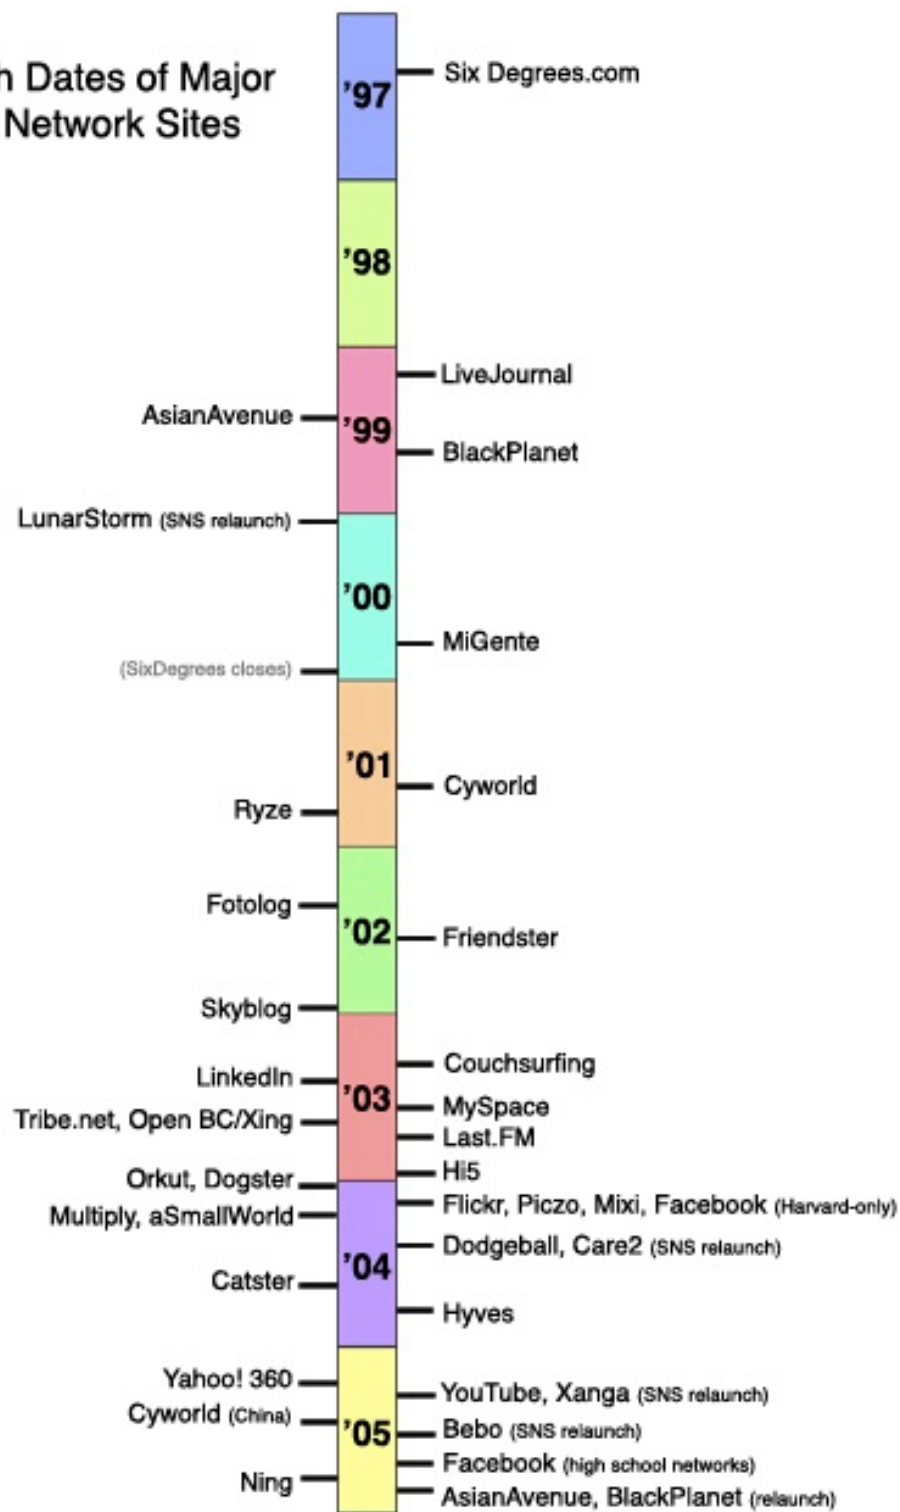 h Dates of Major
Network Sites
'97
Six Degrees.com
'98
LiveJournal
AsianAvenue
'99
BlackPlanet
LunarStorm (SNS relaunch)
'00
MiGente
(SixDegrees closes)
'01
Cyworld
Ryze
Fotolog
'02
Friendster
Skyblog
Couchsurfing
LinkedIn
'03
MySpace
Tribe.net, Open BC/Xing
Last.FM
Hi5
Orkut, Dogster
Flickr, Piczo, Mixi, Facebook (Harvard-only)
Multiply, aSmallWorld
Dodgeball, Care2 (SNS relaunch)
'04
Catster
Hyves
Yahoo! 360
YouTube, Xanga (SNS relaunch)
Cyworld (China)
'05
Bebo (SNS relaunch)
Facebook (high school networks)
Ning
AsianAvenue, BlackPlanet (relaunch)